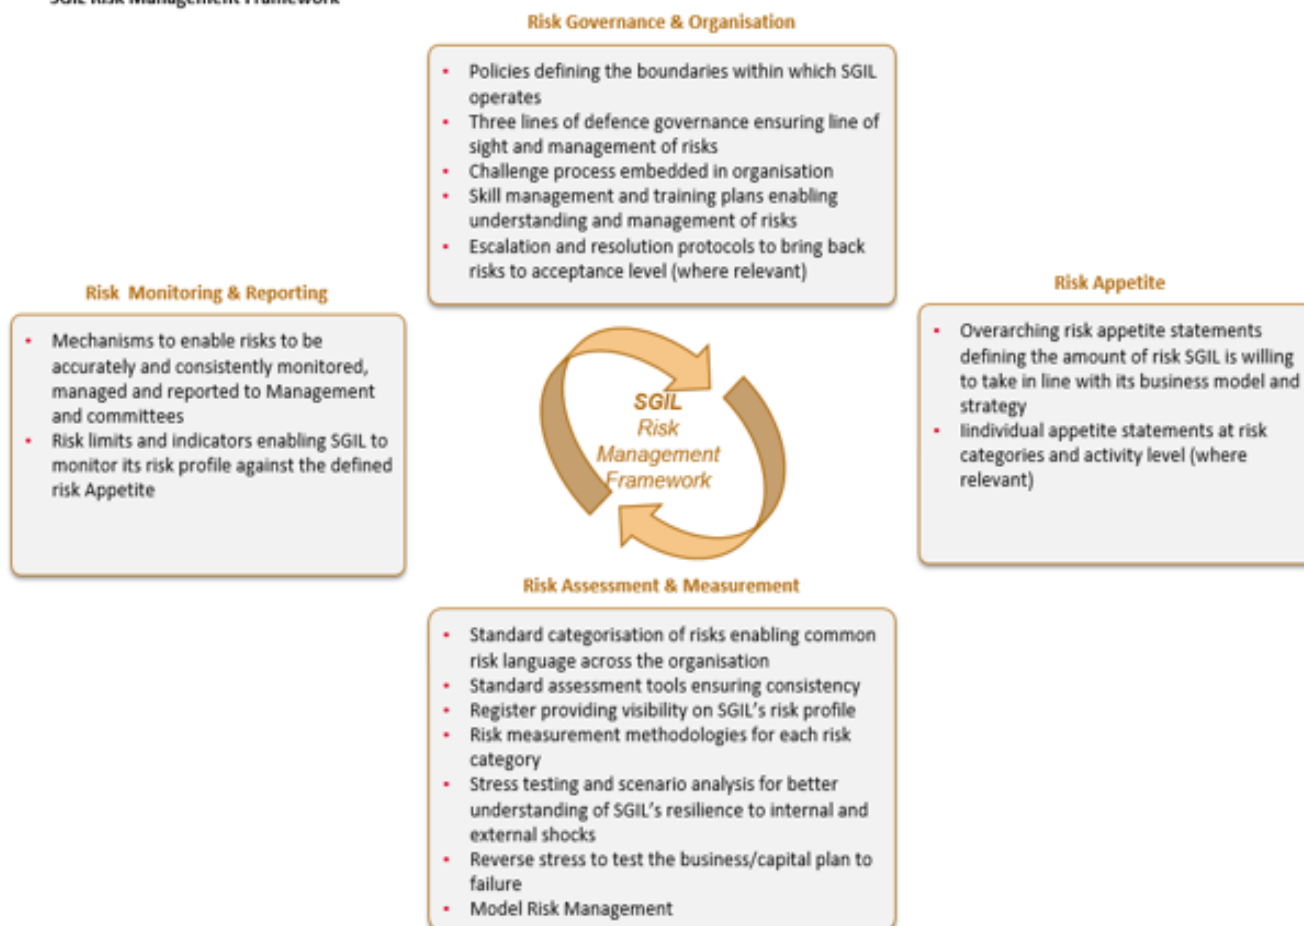 SGIL Risk Management Framework
Risk Governance & Organisation
• Policies defining the boundaries within which SGIL
operates
• Three lines of defence governance ensuring line of
sight and management of risks
• Challenge process embedded in organisation
• Skill management and training plans enabling
understanding and management of risks
• Escalation and resolution protocols to bring back
risks to acceptance level (where relevant)
Risk Monitoring & Reporting
• Mechanisms to enable risks to be
accurately and consistently monitored,
managed and reported to Management
and committees
• Risk limits and indicators enabling SGIL to
monitor its risk profile against the defined
risk Appetite
SGIL
Risk
Management
Framework
Risk Appetite
• Overarching risk appetite statements
defining the amount of risk SGIL is willing
to take in line with its business model and
strategy
• Iindividual appetite statements at risk
categories and activity level (where
relevant)
Risk Assessment & Measurement
• Standard categorisation of risks enabling common
risk language across the organisation
• Standard assessment tools ensuring consistency
• Register providing visibility on SGIL's risk profile
• Risk measurement methodologies for each risk
category
• Stress testing and scenario analysis for better
understanding of SGIL's resilience to internal and
external shocks
• Reverse stress to test the business/capital plan to
failure
• Model Risk Management